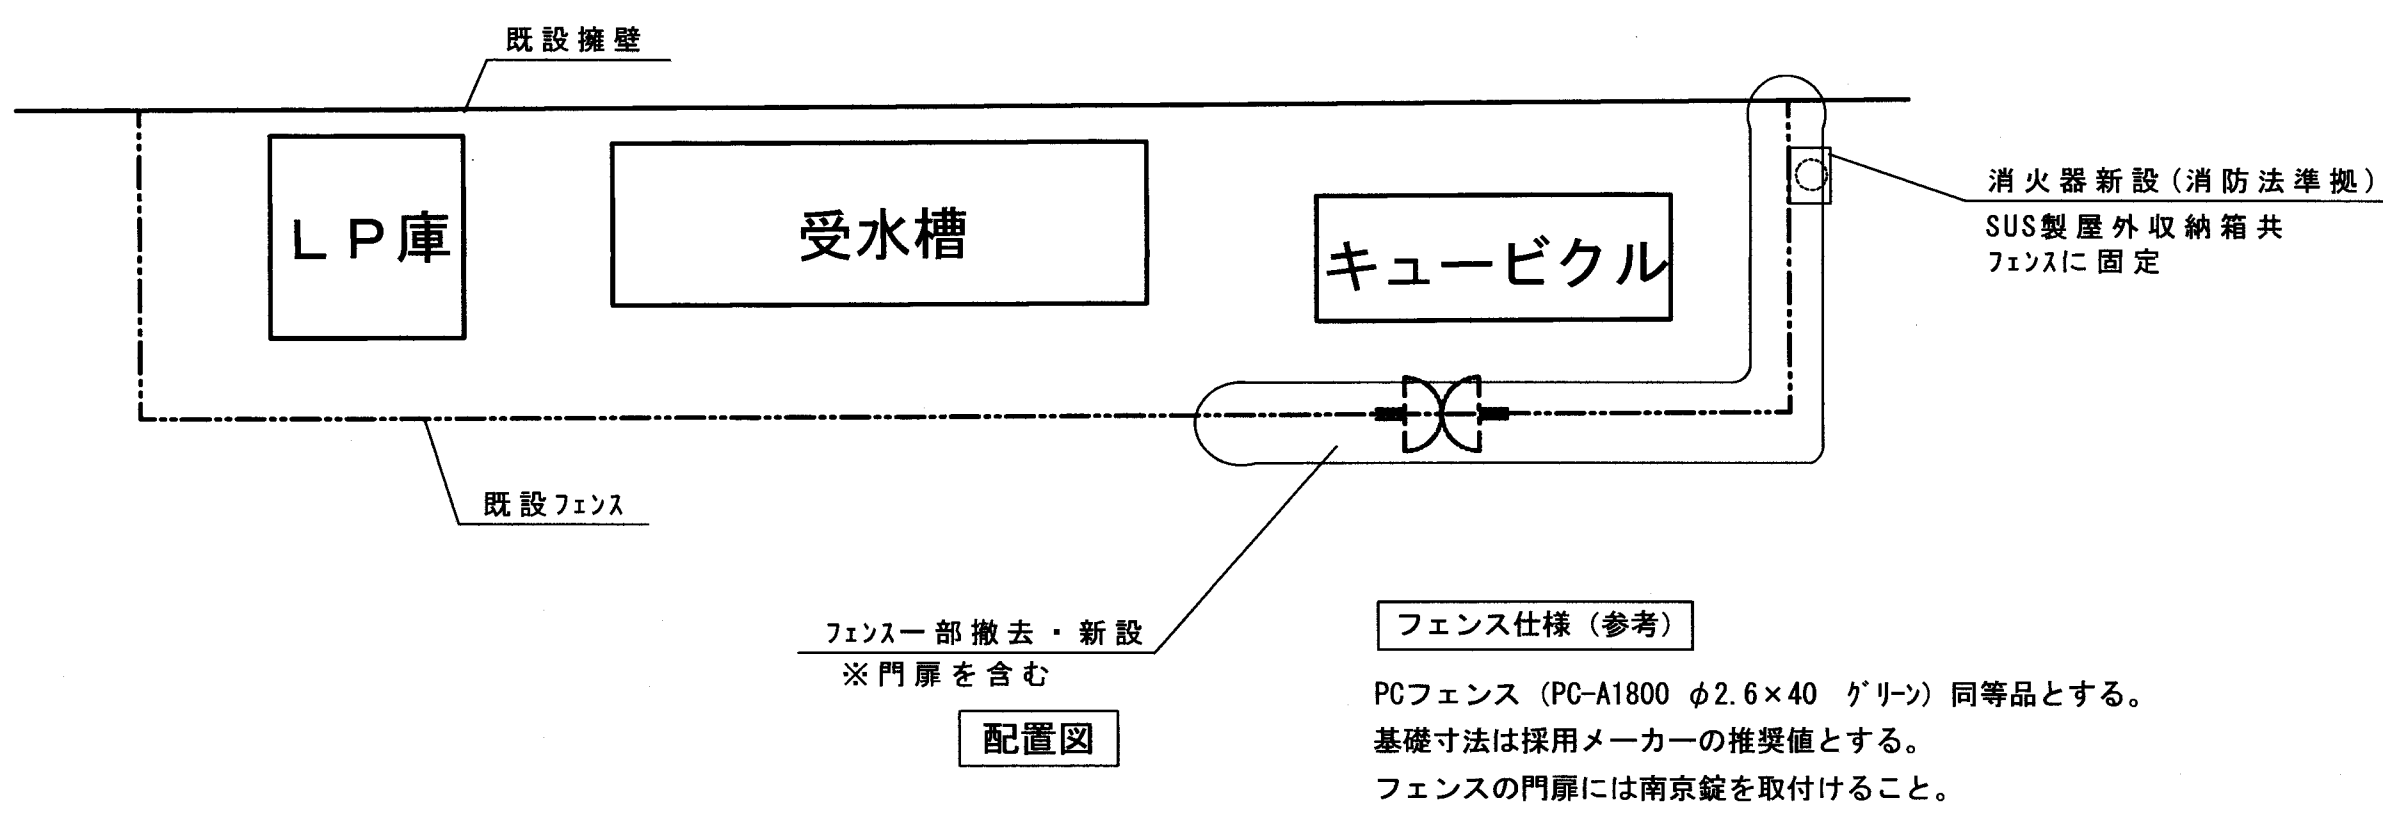 既設擁壁
LP庫
受水槽
キュービクル
消火器新設(消防法準拠)
SUS製屋外収納箱共
ﾌｪﾝｽに固定
既設ﾌｪﾝｽ
ﾌｪﾝｽ一部撤去・新設
※門扉を含む
配置図
フェンス仕様（参考）
PCフェンス（PC-A1800 φ2.6×40 ｸﾞﾘｰﾝ）同等品とする。
基礎寸法は採用メーカーの推奨値とする。
フェンスの門扉には南京錠を取付けること。